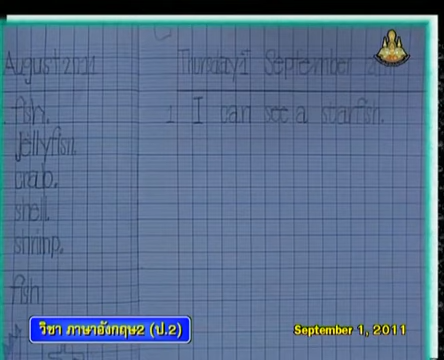 August 2011
Thursday 1 September 2011
fish.
1 I can see a starfish.
jellyfish.
crab.
shell.
shrimp.
fish
วิชา ภาษาอังกฤษ2 (ป.2)
September 1, 2011